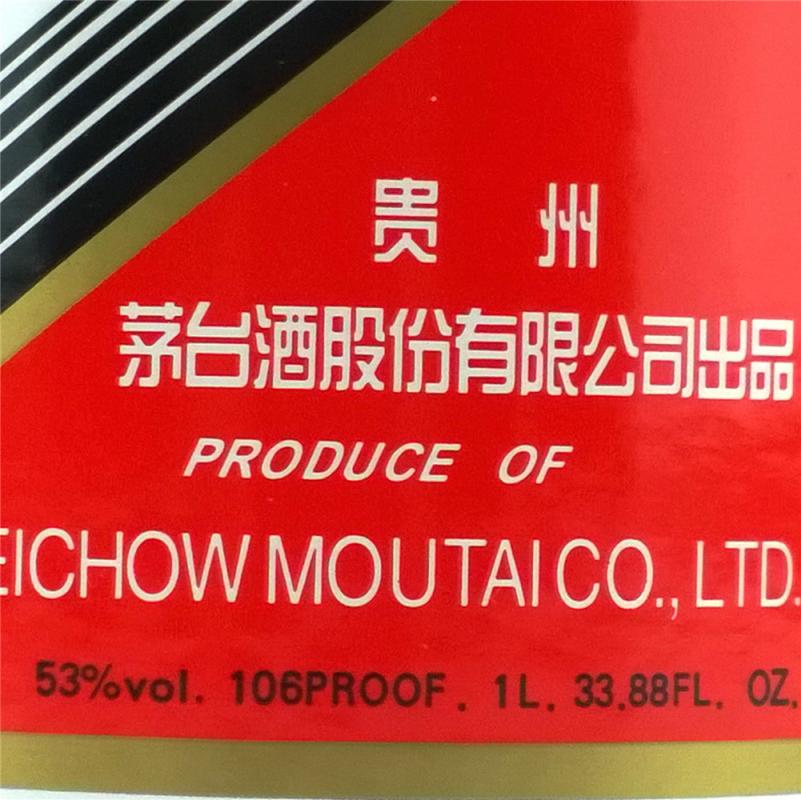 贵州
茅台酒股份有限公司出品
PRODUCE OF
EICHOW MOUTAI CO., LTD.
53%vol. 106PROOF. 1L. 33.88FL. OZ.